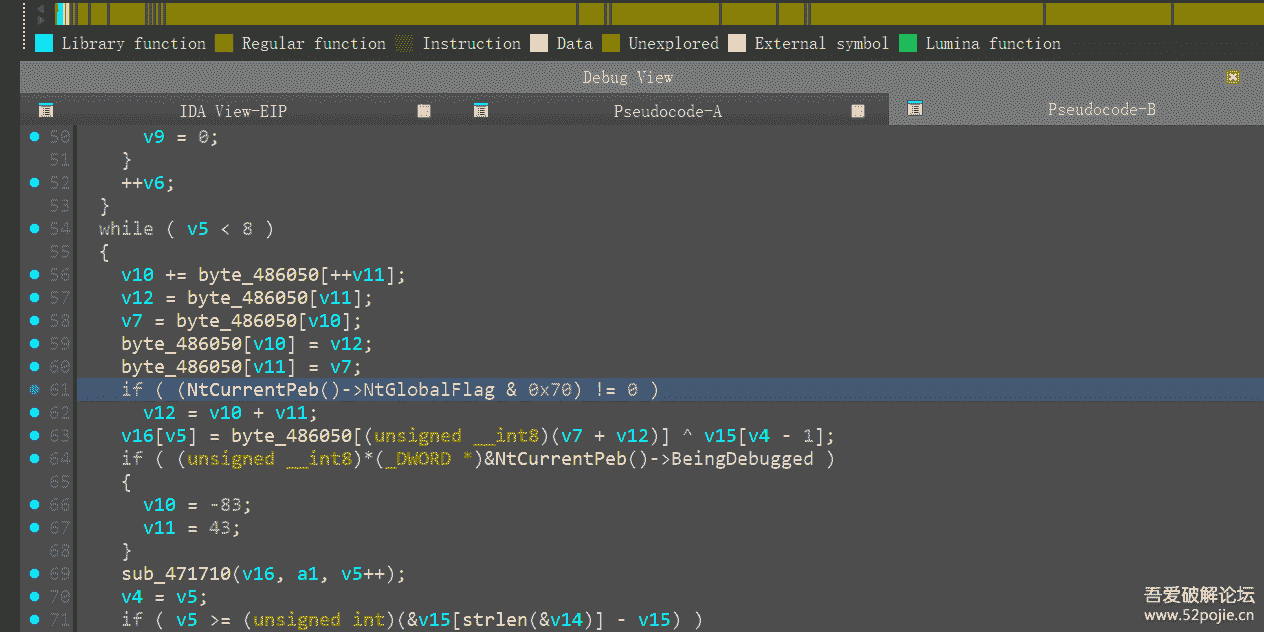 Library function Regular function Instruction Data Unexplored External symbol Lumina function
Debug View
IDA View-EIP Pseudocode-A Pseudocode-B
50 v9 = 0;
51 }
52 ++v6;
53 }
54 while ( v5 < 8 )
55 {
56 v10 += byte_486050[++v11];
57 v12 = byte_486050[v11];
58 v7 = byte_486050[v10];
59 byte_486050[v10] = v12;
60 byte_486050[v11] = v7;
61 if ( (NtCurrentPeb()->NtGlobalFlag & 0x70) != 0 )
62 v12 = v10 + v11;
63 v16[v5] = byte_486050[(unsigned __int8)(v7 + v12)] ^ v15[v4 - 1];
64 if ( (unsigned __int8)*(_DWORD *)&NtCurrentPeb()->BeingDebugged )
65 {
66 v10 = -83;
67 v11 = 43;
68 }
69 sub_471710(v16, a1, v5++);
70 v4 = v5;
71 if ( v5 >= (unsigned int)(&v15[strlen(&v14)] - v15) )
吾爱破解论坛
www.52pojie.cn